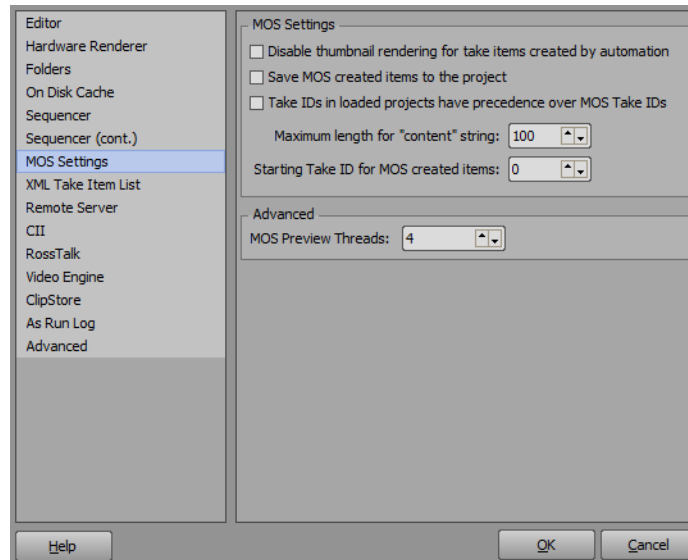 Editor
Hardware Renderer
Folders
On Disk Cache
Sequencer
Sequencer (cont.)
MOS Settings
XML Take Item List
Remote Server
CII
RossTalk
Video Engine
ClipStore
As Run Log
Advanced
MOS Settings
Disable thumbnail rendering for take items created by automation
Save MOS created items to the project
Take IDs in loaded projects have precedence over MOS Take IDs
Maximum length for "content" string: 100
Starting Take ID for MOS created items: 0
Advanced
MOS Preview Threads: 4
Help OK Cancel